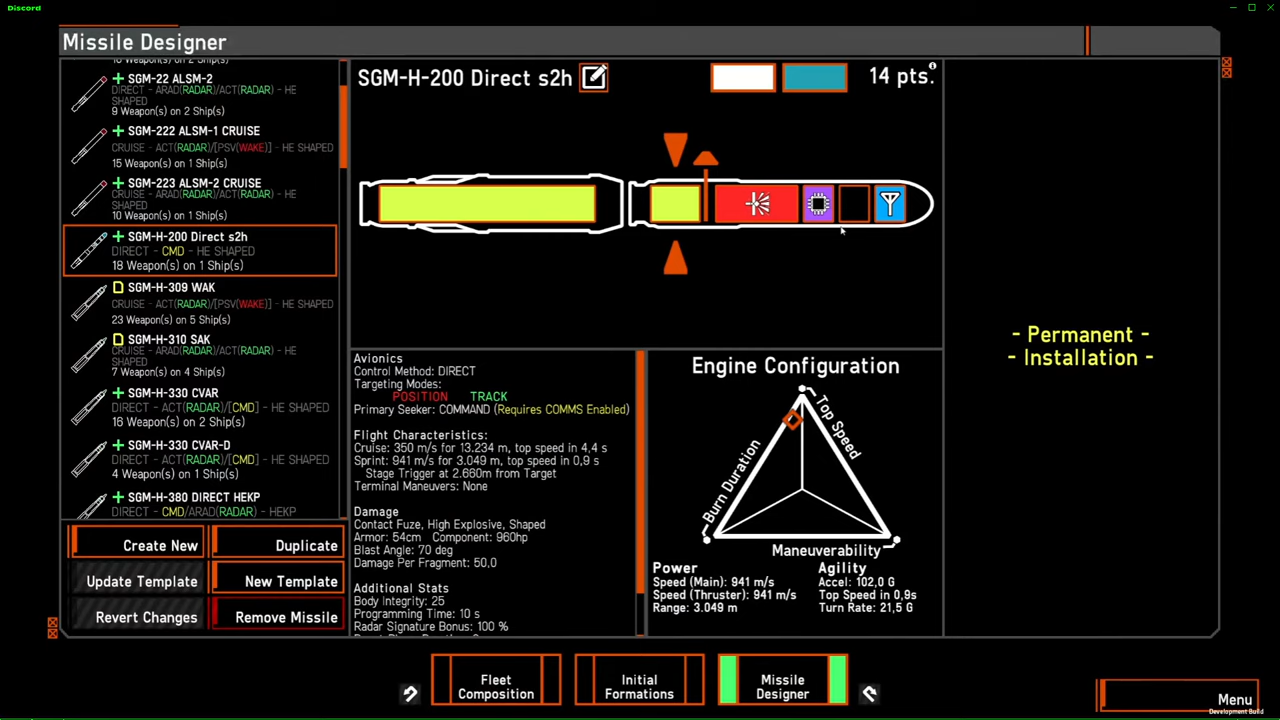 Discord
Missile Designer
SGM-22 ALSM-2
DIRECT - ARAD(RADAR)/ACT(RADAR) - HE
SHAPED
9 Weapon(s) on 2 Ship(s)
SGM-222 ALSM-1 CRUISE
CRUISE - ACT(RADAR)/[PSV(WAKE)] - HE SHAPED
15 Weapon(s) on 1 Ship(s)
SGM-223 ALSM-2 CRUISE
CRUISE - ARAD(RADAR)/ACT(RADAR) - HE
SHAPED
10 Weapon(s) on 1 Ship(s)
SGM-H-200 Direct s2h
DIRECT - CMD - HE SHAPED
18 Weapon(s) on 1 Ship(s)
SGM-H-309 WAK
CRUISE - ACT(RADAR)/[PSV(WAKE)] - HE SHAPED
23 Weapon(s) on 5 Ship(s)
SGM-H-310 SAK
CRUISE - ARAD(RADAR)/ACT(RADAR) - HE
SHAPED
7 Weapon(s) on 4 Ship(s)
SGM-H-330 CVAR
DIRECT - ACT(RADAR)/[CMD] - HE SHAPED
16 Weapon(s) on 2 Ship(s)
SGM-H-330 CVAR-D
DIRECT - ACT(RADAR)/[CMD] - HE SHAPED
4 Weapon(s) on 1 Ship(s)
SGM-H-380 DIRECT HEKP
DIRECT - CMD/ARAD(RADAR) - HEKP
Create New
Duplicate
Update Template
New Template
Revert Changes
Remove Missile
SGM-H-200 Direct s2h
14 pts.
Avionics
Control Method: DIRECT
Targeting Modes:
POSITION TRACK
Primary Seeker: COMMAND (Requires COMMS Enabled)
Flight Characteristics:
Cruise: 350 m/s for 13.234 m, top speed in 4,4 s
Sprint: 941 m/s for 3.049 m, top speed in 0,9 s
Stage Trigger at 2.660m from Target
Terminal Maneuvers: None
Damage
Contact Fuze, High Explosive, Shaped
Armor: 54cm Component: 960hp
Blast Angle: 70 deg
Damage Per Fragment: 50,0
Additional Stats
Body Integrity: 25
Programming Time: 10 s
Radar Signature Bonus: 100 %
Engine Configuration
Top Speed
Burn Duration
Maneuverability
Power
Speed (Main): 941 m/s
Speed (Thruster): 941 m/s
Range: 3.049 m
Agility
Accel: 102,0 G
Top Speed in 0,9s
Turn Rate: 21,5 G
- Permanent -
- Installation -
Fleet
Composition
Initial
Formations
Missile
Designer
Menu
Development Build